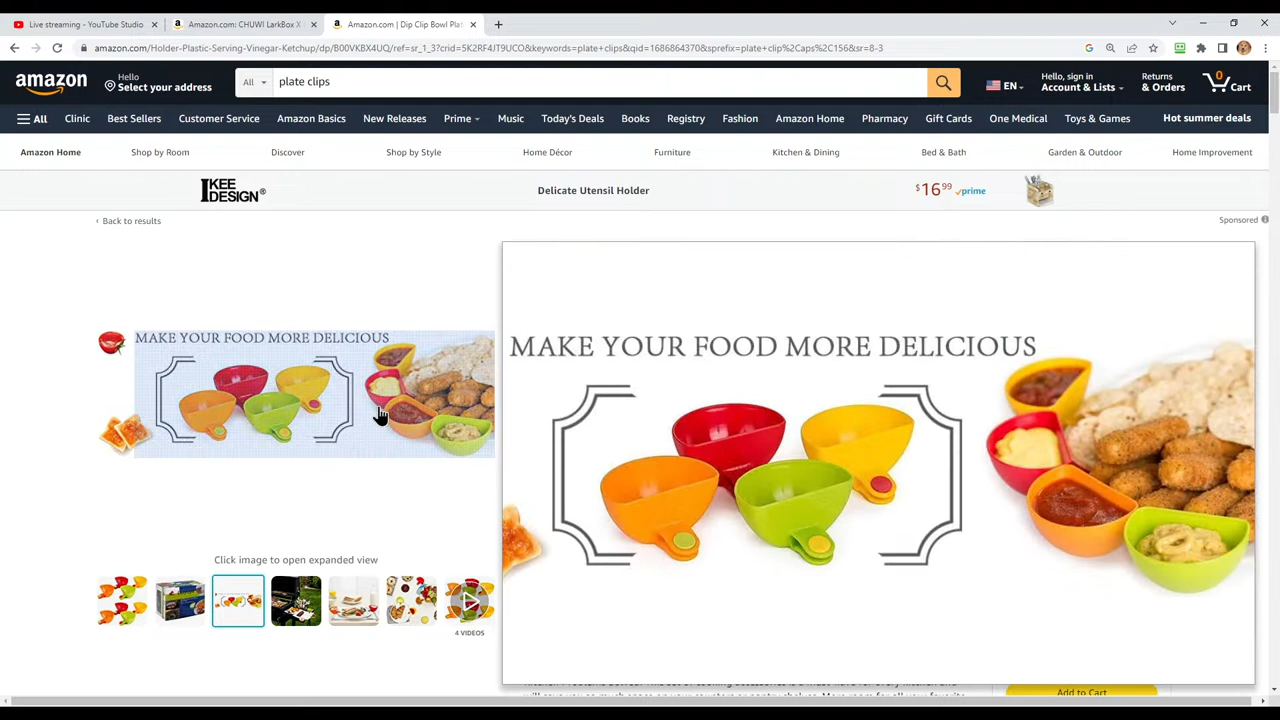 Live streaming - YouTube Studio
Amazon.com: CHUWI LarkBox X
Amazon.com | Dip Clip Bowl Pla
amazon.com/Holder-Plastic-Serving-Vinegar-Ketchup/dp/B00VKBX4UQ/ref=sr_1_3?crid=5K2RF4JT9UCO&keywords=plate+clips&qid=1686864370&sprefix=plate+clip%2Caps%2C156&sr=8-3
amazon
Hello
Select your address
All
plate clips
EN
Hello, sign in
Account & Lists
Returns
& Orders
0
Cart
All
Clinic
Best Sellers
Customer Service
Amazon Basics
New Releases
Prime
Music
Today's Deals
Books
Registry
Fashion
Amazon Home
Pharmacy
Gift Cards
One Medical
Toys & Games
Hot summer deals
Amazon Home
Shop by Room
Discover
Shop by Style
Home Décor
Furniture
Kitchen & Dining
Bed & Bath
Garden & Outdoor
Home Improvement
IKEE DESIGN®
Delicate Utensil Holder
$16 99 prime
‹ Back to results
Sponsored
MAKE YOUR FOOD MORE DELICIOUS
MAKE YOUR FOOD MORE DELICIOUS
Click image to open expanded view
4 VIDEOS
Add to Cart